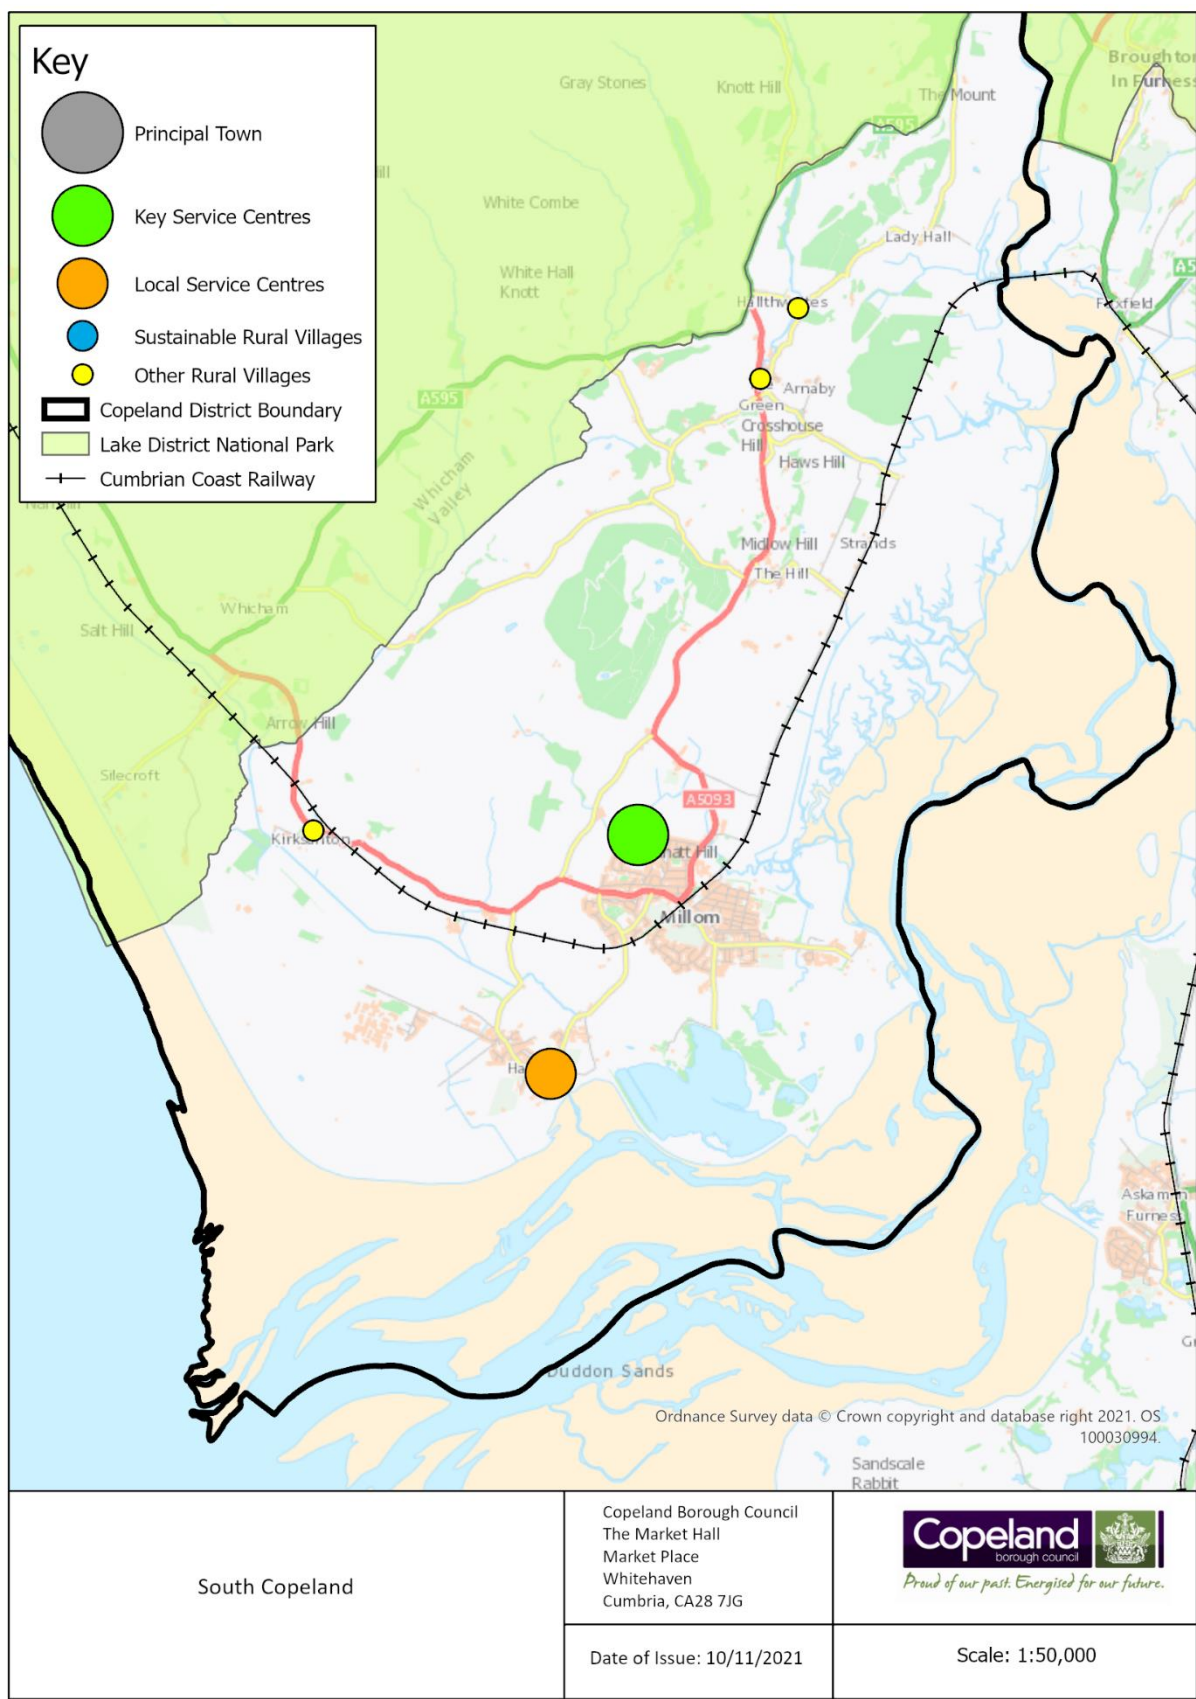 Key
Principal Town
Key Service Centres
Local Service Centres
Sustainable Rural Villages
Other Rural Villages
Copeland District Boundary
Lake District National Park
Cumbrian Coast Railway
Gray Stones
Knott Hill
The Mount
Broughton
In Furness
A595
White Combe
Lady Hall
White Hall
Knott
A595
Whicham
Valley
Arnaby
Green
Crosshouse
Hill
Haws Hill
Midlow Hill
Strands
The Hill
Whicham
Salt Hill
Arrow Hill
Silecroft
A5093
Millom
Duddon Sands
Furness
Ordnance Survey data © Crown copyright and database right 2021. OS
100030994.
Sandscale
Rabbit
South Copeland
Copeland Borough Council
The Market Hall
Market Place
Whitehaven
Cumbria, CA28 7JG
Date of Issue: 10/11/2021
Copeland
borough council
Proud of our past. Energised for our future.
Scale: 1:50,000